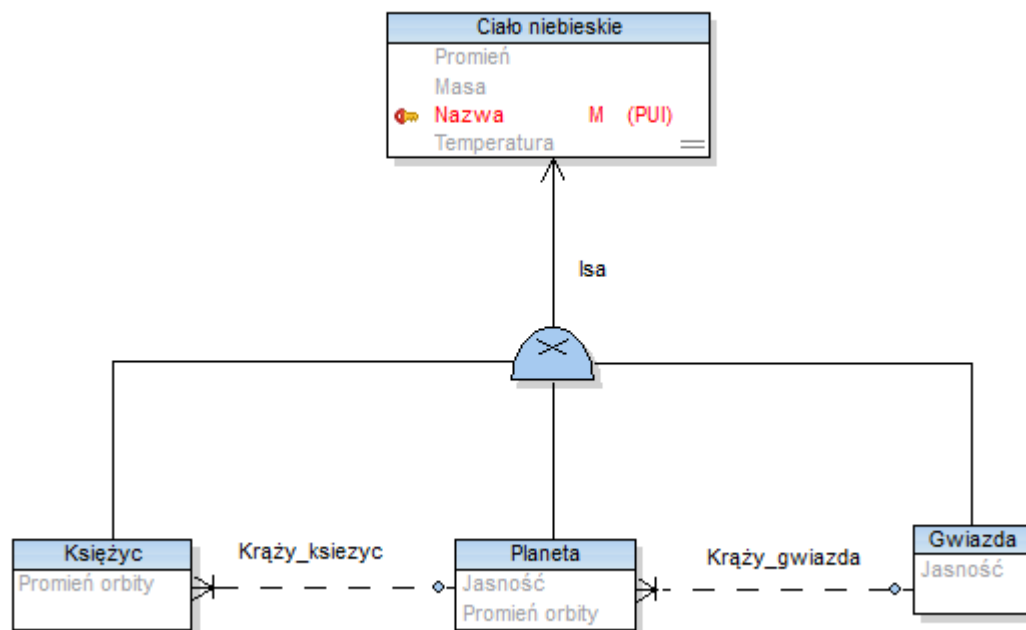 Ciało niebieskie
Promień
Masa
Nazwa M (PUI)
Temperatura
Isa
Księżyc
Promień orbity
Krąży_ksiezyc
Planeta
Jasność
Promień orbity
Krąży_gwiazda
Gwiazda
Jasność